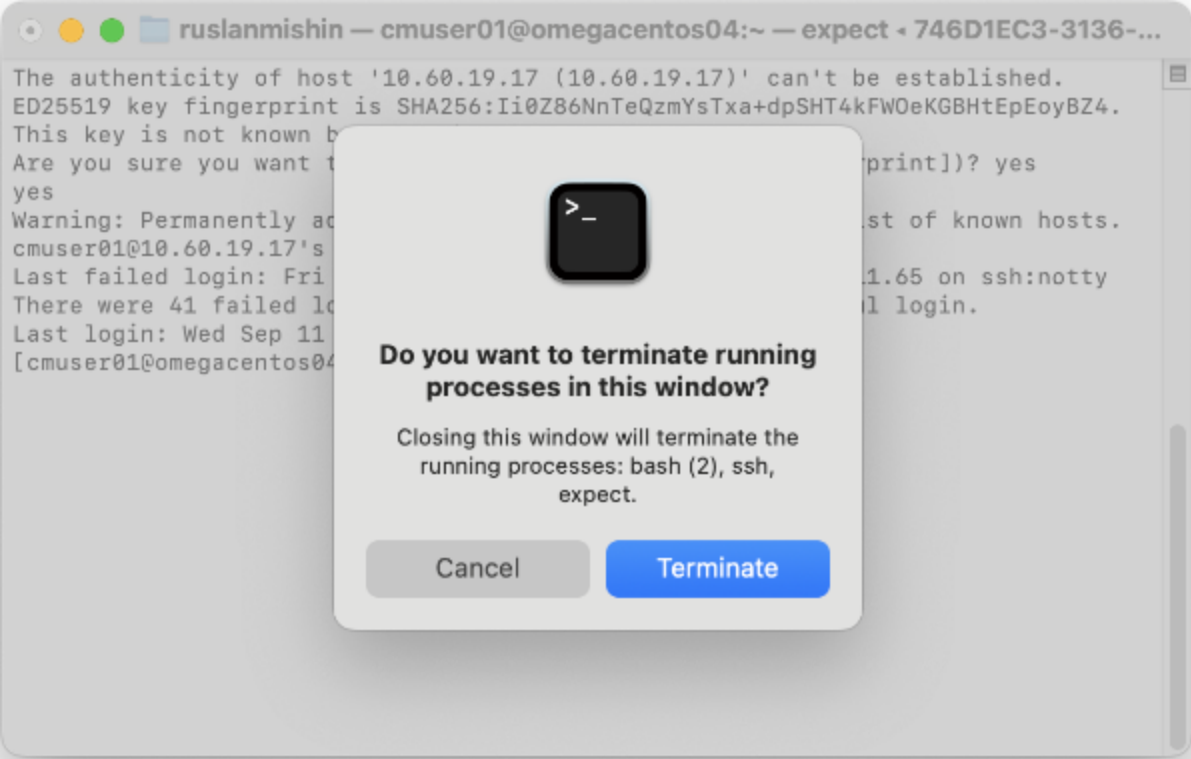 ruslanmishin — cmuser01@omegacentos04:~ — expect ◂ 746D1EC3-3136-...
The authenticity of host '10.60.19.17 (10.60.19.17)' can't be established.
ED25519 key fingerprint is SHA256:Ii0Z86NnTeQzmYsTxa+dpSHT4kFWOeKGBHtEpEoyBZ4.
This key is not known b
Are you sure you want t rprint])? yes
yes
Warning: Permanently ad st of known hosts.
cmuser01@10.60.19.17's
Last failed login: Fri 1.65 on ssh:notty
There were 41 failed lo l login.
Last login: Wed Sep 11
[cmuser01@omegacentos04
>_
Do you want to terminate running
processes in this window?
Closing this window will terminate the
running processes: bash (2), ssh,
expect.
Cancel
Terminate